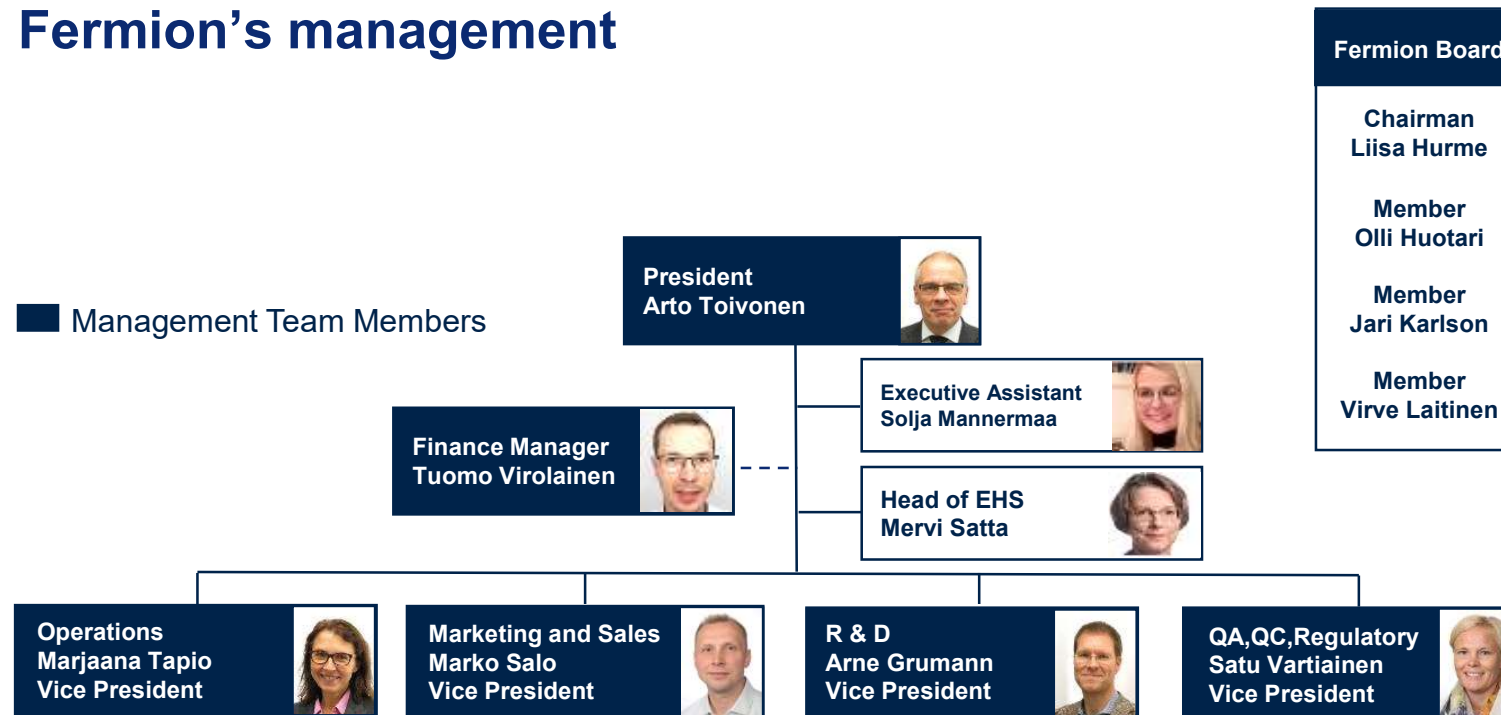 Fermion’s management
Fermion Board
Chairman
Liisa Hurme
Member
Olli Huotari
Member
Jari Karlson
Member
Virve Laitinen
President
Arto Toivonen
Management Team Members
Executive Assistant
Solja Mannermaa
Finance Manager
Tuomo Virolainen
Head of EHS
Mervi Satta
Operations
Marjaana Tapio
Vice President
Marketing and Sales
Marko Salo
Vice President
R & D
Arne Grumann
Vice President
QA,QC,Regulatory
Satu Vartiainen
Vice President